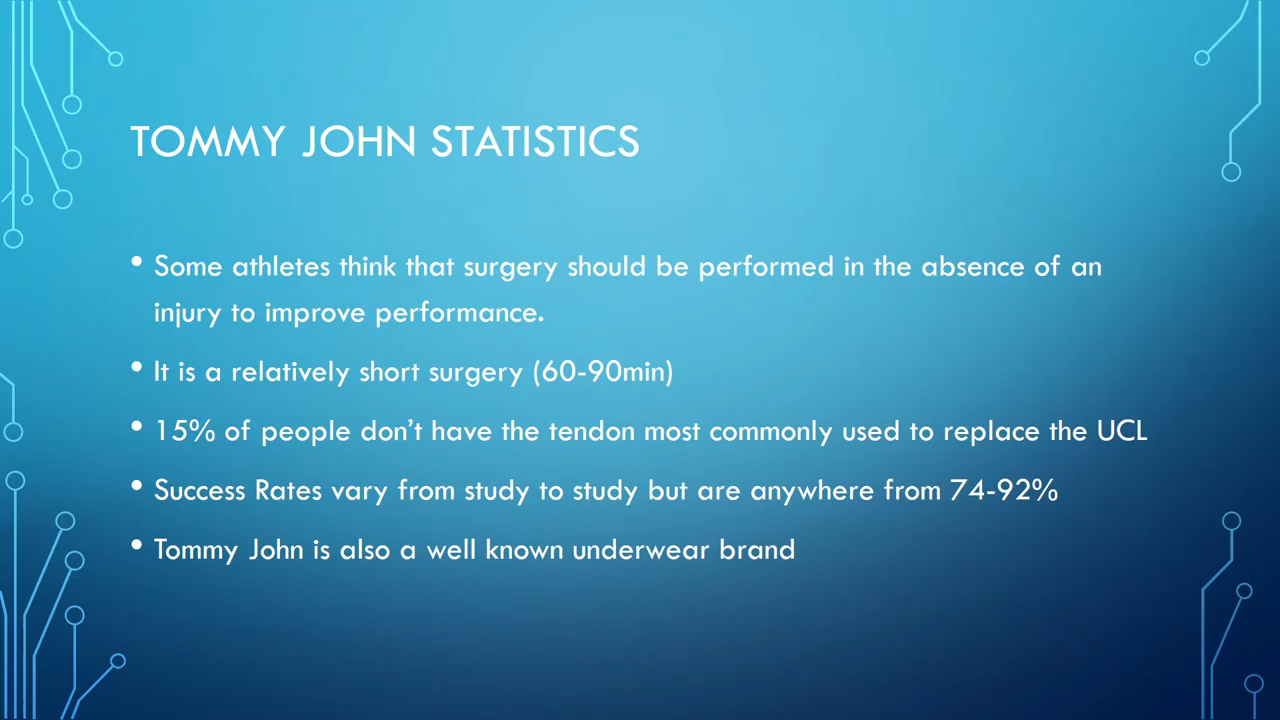 TOMMY JOHN STATISTICS
• Some athletes think that surgery should be performed in the absence of an
injury to improve performance.
• It is a relatively short surgery (60-90min)
• 15% of people don’t have the tendon most commonly used to replace the UCL
• Success Rates vary from study to study but are anywhere from 74-92%
• Tommy John is also a well known underwear brand